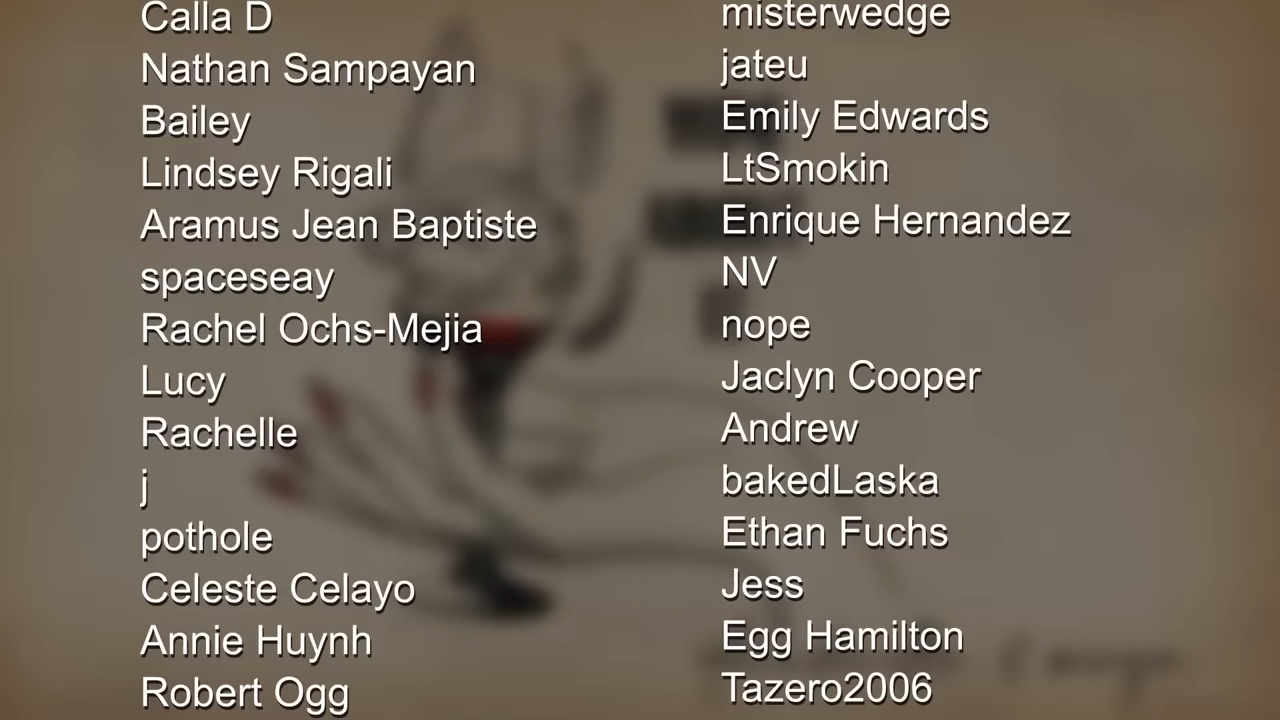 Calla D
Nathan Sampayan
Bailey
Lindsey Rigali
Aramus Jean Baptiste
spaceseay
Rachel Ochs-Mejia
Lucy
Rachelle
j
pothole
Celeste Celayo
Annie Huynh
Robert Ogg
misterwedge
jateu
Emily Edwards
LtSmokin
Enrique Hernandez
NV
nope
Jaclyn Cooper
Andrew
bakedLaska
Ethan Fuchs
Jess
Egg Hamilton
Tazero2006